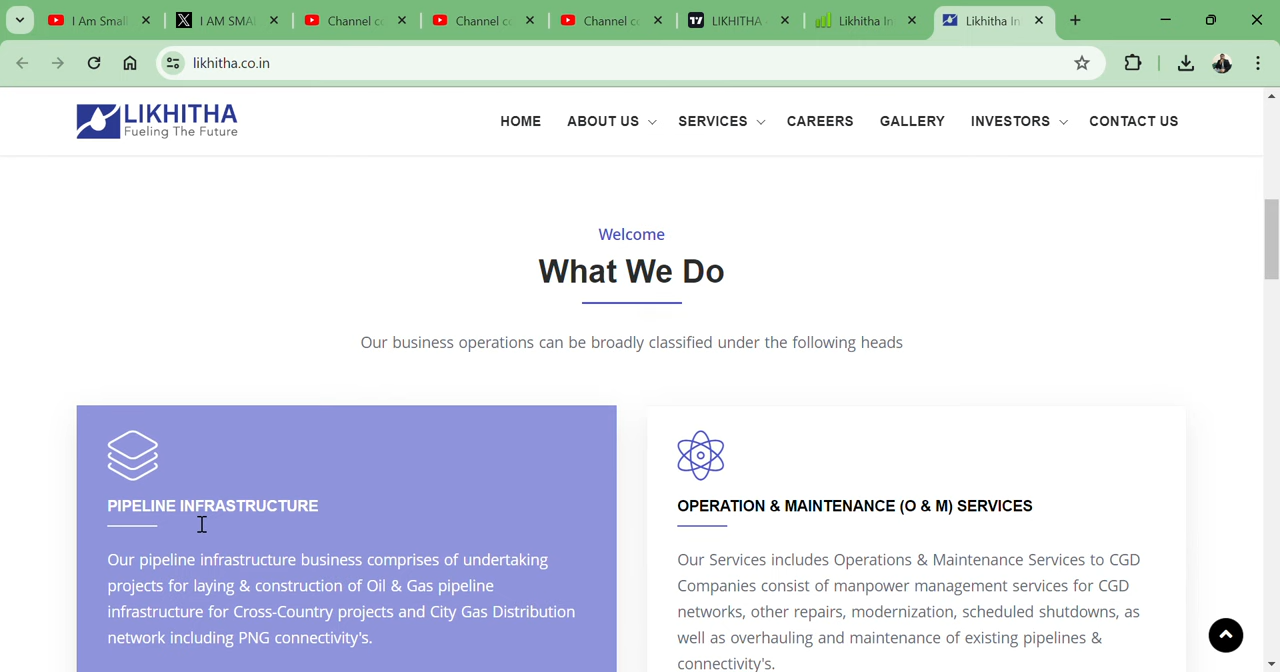 I Am Small
I AM SMA
Channel c
Channel c
Channel c
LIKHITHA
Likhitha In
Likhitha In
likhitha.co.in
LIKHITHA
Fueling The Future
HOME ABOUT US SERVICES CAREERS GALLERY INVESTORS CONTACT US
Welcome
What We Do
Our business operations can be broadly classified under the following heads
PIPELINE INFRASTRUCTURE
Our pipeline infrastructure business comprises of undertaking
projects for laying & construction of Oil & Gas pipeline
infrastructure for Cross-Country projects and City Gas Distribution
network including PNG connectivity's.
OPERATION & MAINTENANCE (O & M) SERVICES
Our Services includes Operations & Maintenance Services to CGD
Companies consist of manpower management services for CGD
networks, other repairs, modernization, scheduled shutdowns, as
well as overhauling and maintenance of existing pipelines &
connectivity's.